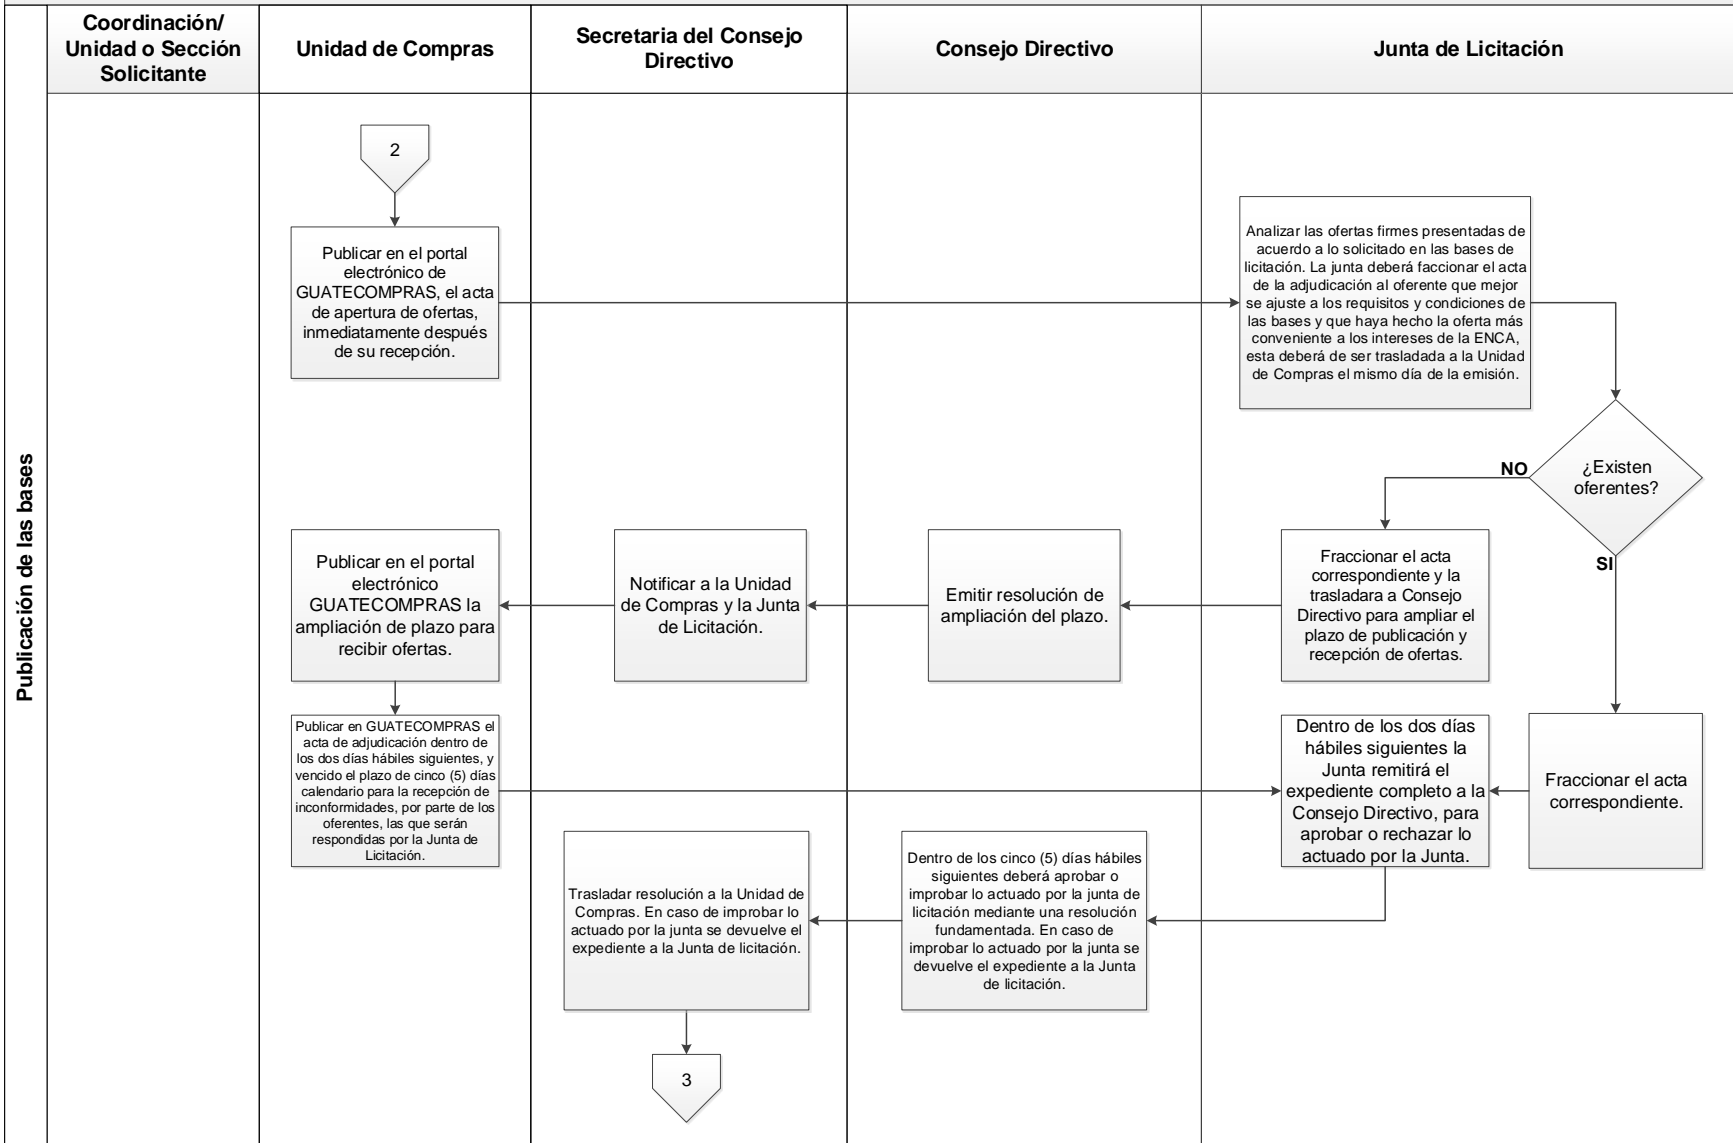 Coordinación/
Unidad o Sección
Solicitante
Unidad de Compras
Secretaria del Consejo
Directivo
Consejo Directivo
Junta de Licitación
Publicación de las bases
2
Publicar en el portal
electrónico de
GUATECOMPRAS, el acta
de apertura de ofertas,
inmediatamente después
de su recepción.
Analizar las ofertas firmes presentadas de
acuerdo a lo solicitado en las bases de
licitación. La junta deberá faccionar el acta
de la adjudicación al oferente que mejor
se ajuste a los requisitos y condiciones de
las bases y que haya hecho la oferta más
conveniente a los intereses de la ENCA,
esta deberá de ser trasladada a la Unidad
de Compras el mismo día de la emisión.
¿Existen
oferentes?
NO
SI
Fraccionar el acta
correspondiente y la
trasladara a Consejo
Directivo para ampliar el
plazo de publicación y
recepción de ofertas.
Emitir resolución de
ampliación del plazo.
Notificar a la Unidad
de Compras y la Junta
de Licitación.
Publicar en el portal
electrónico
GUATECOMPRAS la
ampliación de plazo para
recibir ofertas.
Publicar en GUATECOMPRAS el
acta de adjudicación dentro de
los dos días hábiles siguientes, y
vencido el plazo de cinco (5) días
calendario para la recepción de
inconformidades, por parte de los
oferentes, las que serán
respondidas por la Junta de
Licitación.
Dentro de los dos días
hábiles siguientes la
Junta remitirá el
expediente completo a la
Consejo Directivo, para
aprobar o rechazar lo
actuado por la Junta.
Fraccionar el acta
correspondiente.
Dentro de los cinco (5) días hábiles
siguientes deberá aprobar o
improbar lo actuado por la junta de
licitación mediante una resolución
fundamentada. En caso de
improbar lo actuado por la junta se
devuelve el expediente a la Junta
de licitación.
Trasladar resolución a la Unidad de
Compras. En caso de improbar lo
actuado por la junta se devuelve el
expediente a la Junta de licitación.
3